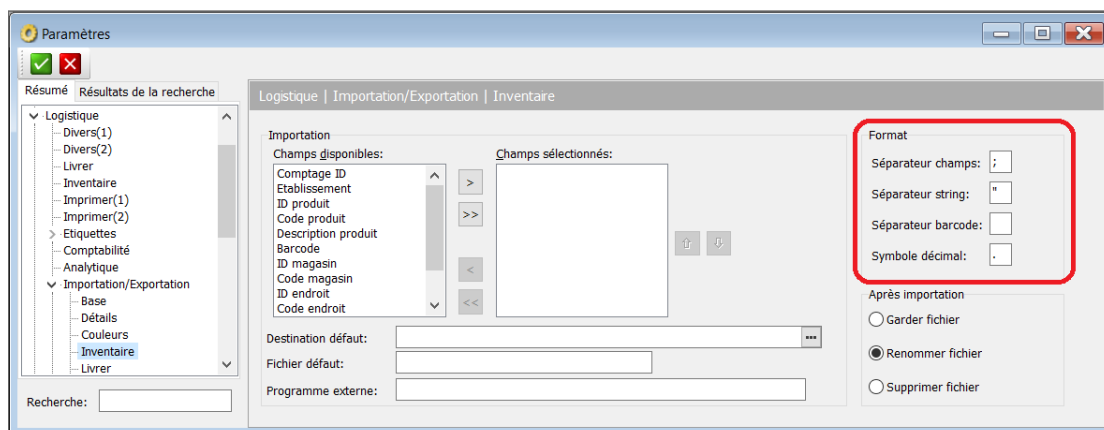 Paramètres
Résumé Résultats de la recherche
Logistique
Divers(1)
Divers(2)
Livrer
Inventaire
Imprimer(1)
Imprimer(2)
Etiquettes
Comptabilité
Analytique
Importation/Exportation
Base
Détails
Couleurs
Inventaire
Livrer
Recherche:
Logistique | Importation/Exportation | Inventaire
Importation
Champs disponibles:
Comptage ID
Etablissement
ID produit
Code produit
Description produit
Barcode
ID magasin
Code magasin
ID endroit
Code endroit
>
>>
<
<<
Champs sélectionnés:
Destination défaut: ...
Fichier défaut:
Programme externe:
Format
Séparateur champs: ;
Séparateur string: "
Séparateur barcode:
Symbole décimal: .
Après importation
Garder fichier
Renommer fichier
Supprimer fichier